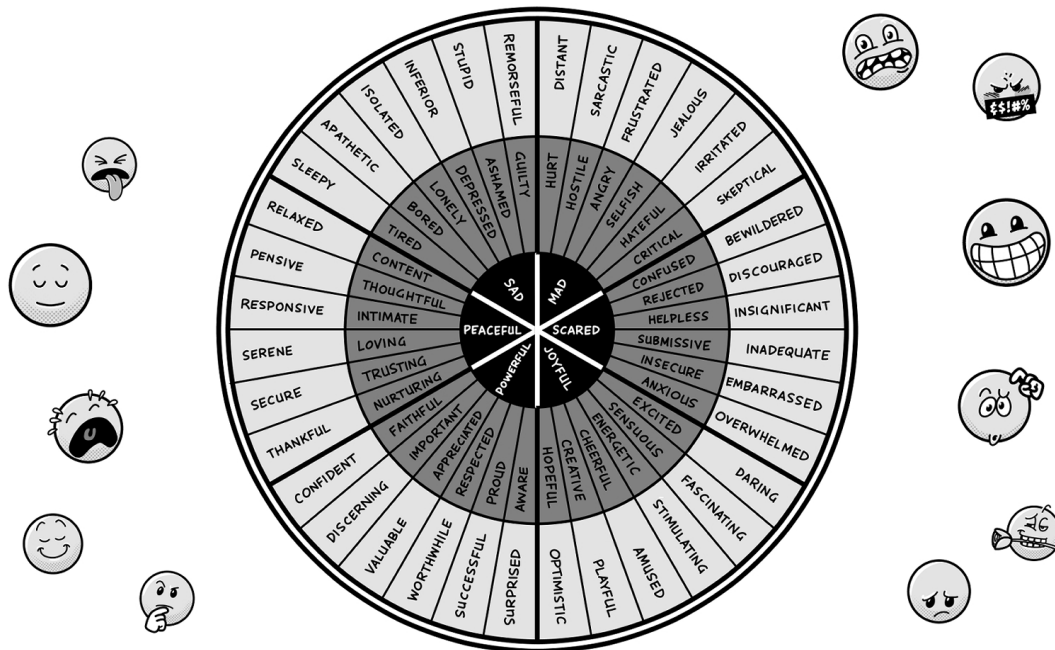 SAD
MAD
SCARED
JOYFUL
POWERFUL
PEACEFUL
HURT
HOSTILE
ANGRY
SELFISH
HATEFUL
CRITICAL
CONFUSED
REJECTED
HELPLESS
SUBMISSIVE
INSECURE
ANXIOUS
EXCITED
SENSUOUS
ENERGETIC
CHEERFUL
CREATIVE
HOPEFUL
AWARE
PROUD
RESPECTED
APPRECIATED
IMPORTANT
FAITHFUL
NURTURING
TRUSTING
LOVING
INTIMATE
THOUGHTFUL
CONTENT
TIRED
BORED
LONELY
DEPRESSED
ASHAMED
GUILTY
DISTANT
SARCASTIC
FRUSTRATED
JEALOUS
IRRITATED
SKEPTICAL
BEWILDERED
DISCOURAGED
INSIGNIFICANT
INADEQUATE
EMBARRASSED
OVERWHELMED
DARING
FASCINATING
STIMULATING
AMUSED
PLAYFUL
OPTIMISTIC
SURPRISED
SUCCESSFUL
WORTHWHILE
VALUABLE
DISCERNING
CONFIDENT
THANKFUL
SECURE
SERENE
RESPONSIVE
PENSIVE
RELAXED
SLEEPY
APATHETIC
ISOLATED
INFERIOR
STUPID
REMORSEFUL
&$!#%